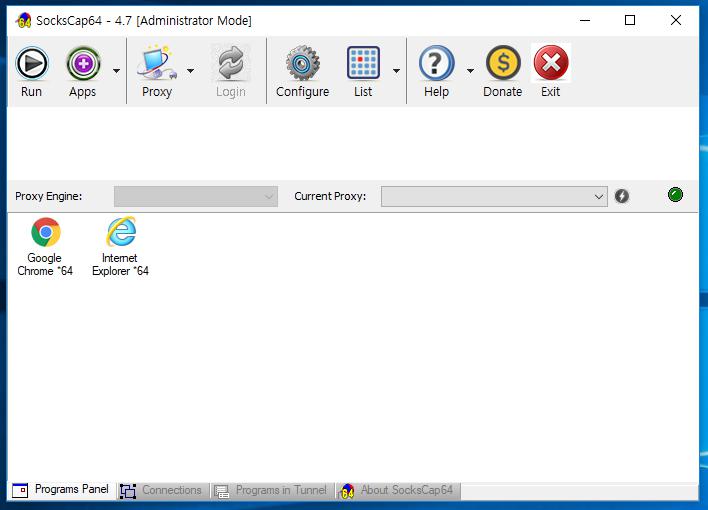 SocksCap64 - 4.7 [Administrator Mode]
Run Apps Proxy Login Configure List Help Donate Exit
Proxy Engine: Current Proxy:
Google
Chrome *64
Internet
Explorer *64
Programs Panel Connections Programs in Tunnel 64 About SocksCap64